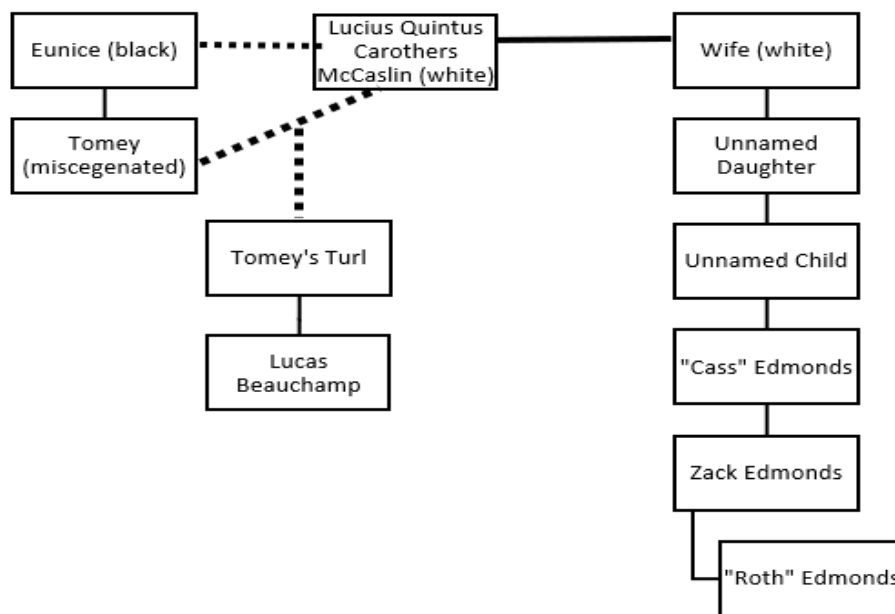 Eunice (black)
Lucius Quintus
Carothers
McCaslin (white)
Wife (white)
Tomey
(miscegenated)
Unnamed
Daughter
Tomey's Turl
Unnamed Child
Lucas
Beauchamp
"Cass" Edmonds
Zack Edmonds
"Roth" Edmonds